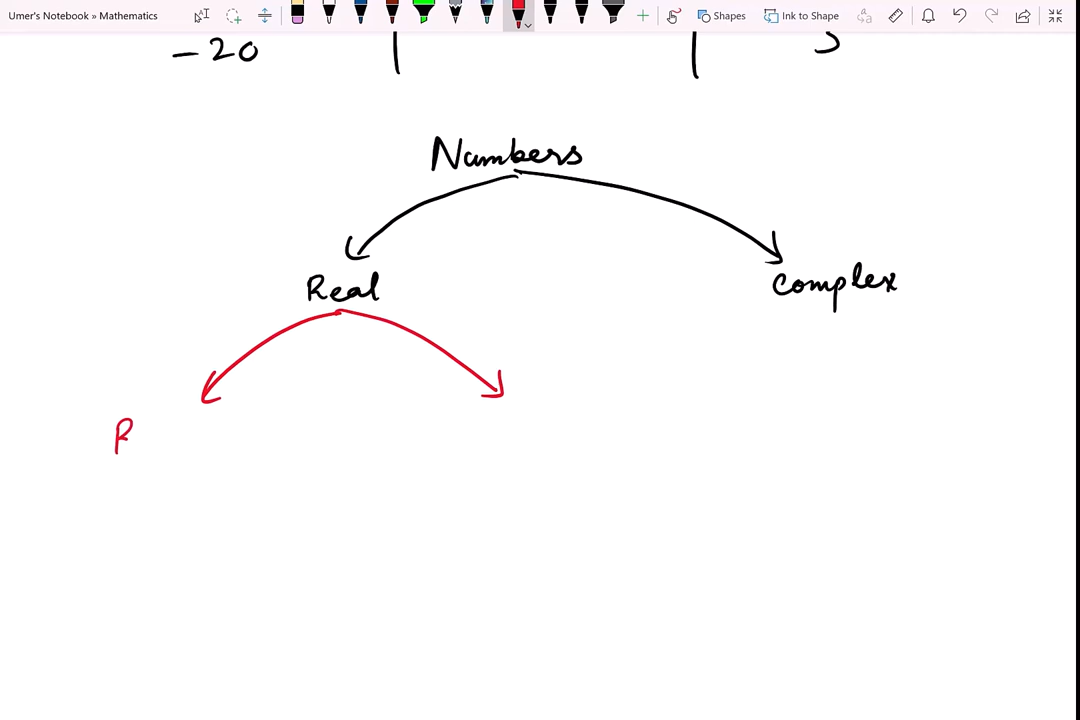 Umer's Notebook » Mathematics
Shapes
Ink to Shape
-20
Numbers
Real
Complex
R